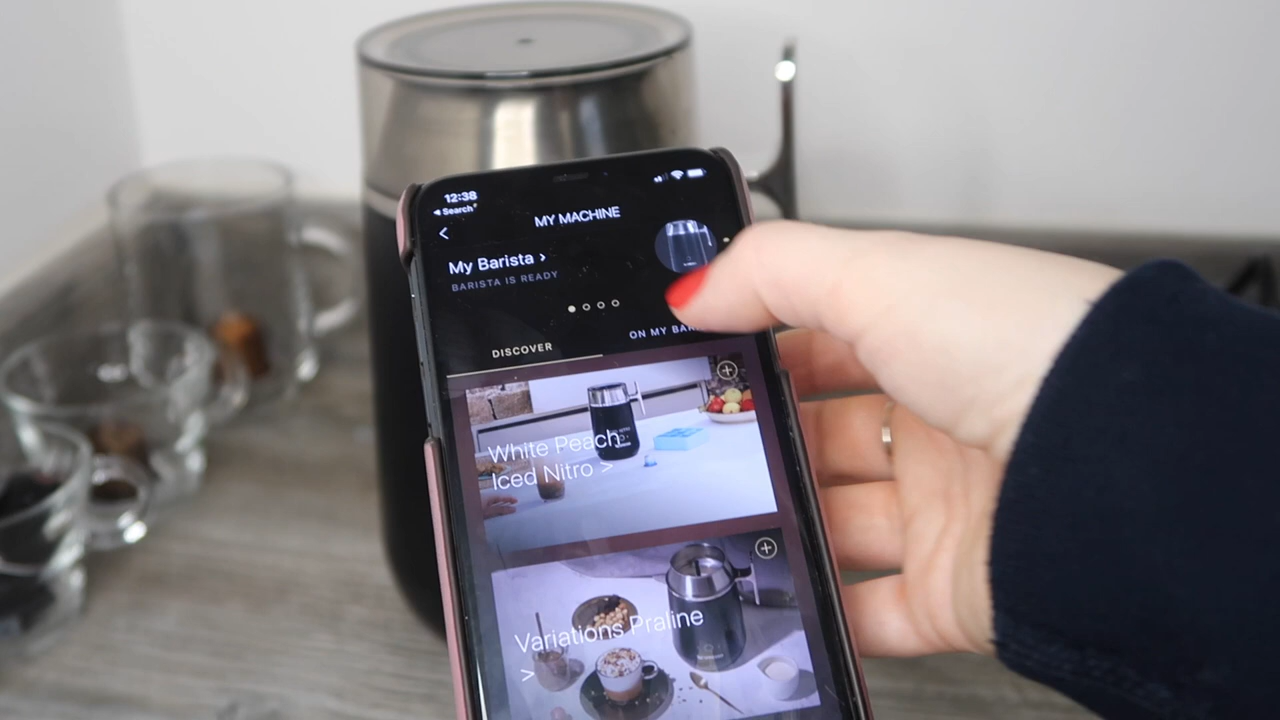 12:38
◀ Search
MY MACHINE
<
My Barista >
BARISTA IS READY
DISCOVER
ON MY
White Peach
Iced Nitro >
Variations Praline
>